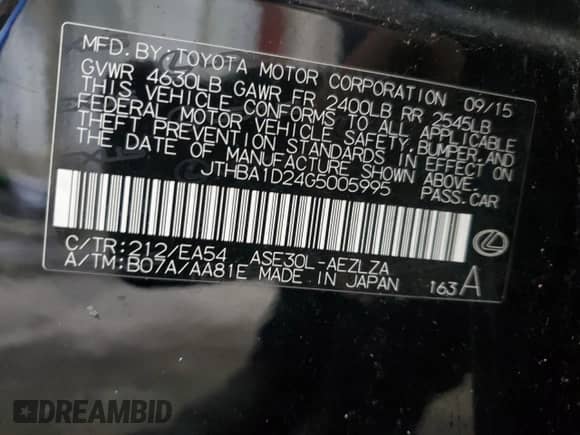 MFD. BY: TOYOTA MOTOR CORPORATION 09/15
GVWR 4630LB GAWR FR 2400LB RR 2545LB
THIS VEHICLE CONFORMS TO ALL APPLICABLE
FEDERAL MOTOR VEHICLE SAFETY, BUMPER, AND
THEFT PREVENTION STANDARDS IN EFFECT ON
THE DATE OF MANUFACTURE SHOWN ABOVE.
JTHBA1D24G5005995 PASS.CAR
C/TR:212/EA54 ASE30L-AEZLZA
A/TM:B07A/AA81E MADE IN JAPAN 163A
DREAMBID